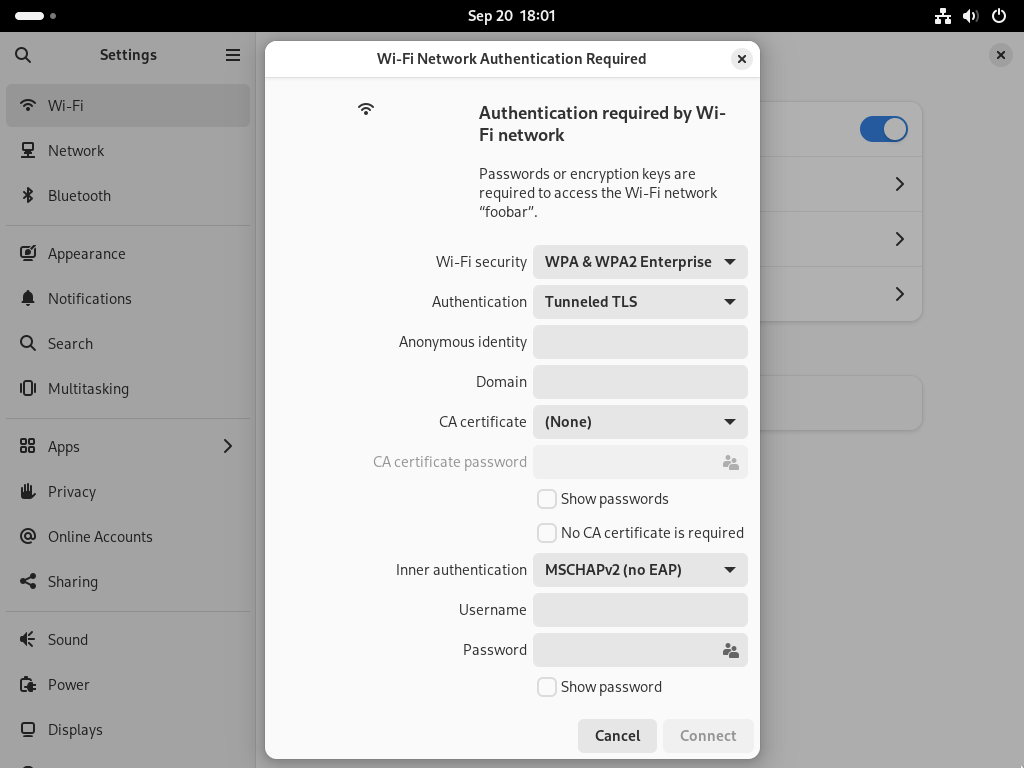 Sep 20 18:01
Settings
Wi-Fi
Network
Bluetooth
Appearance
Notifications
Search
Multitasking
Apps
Privacy
Online Accounts
Sharing
Sound
Power
Displays
Wi-Fi Network Authentication Required
Authentication required by Wi-
Fi network
Passwords or encryption keys are
required to access the Wi-Fi network
“foobar”.
Wi-Fi security WPA & WPA2 Enterprise
Authentication Tunneled TLS
Anonymous identity
Domain
CA certificate (None)
CA certificate password
Show passwords
No CA certificate is required
Inner authentication MSCHAPv2 (no EAP)
Username
Password
Show password
Cancel Connect